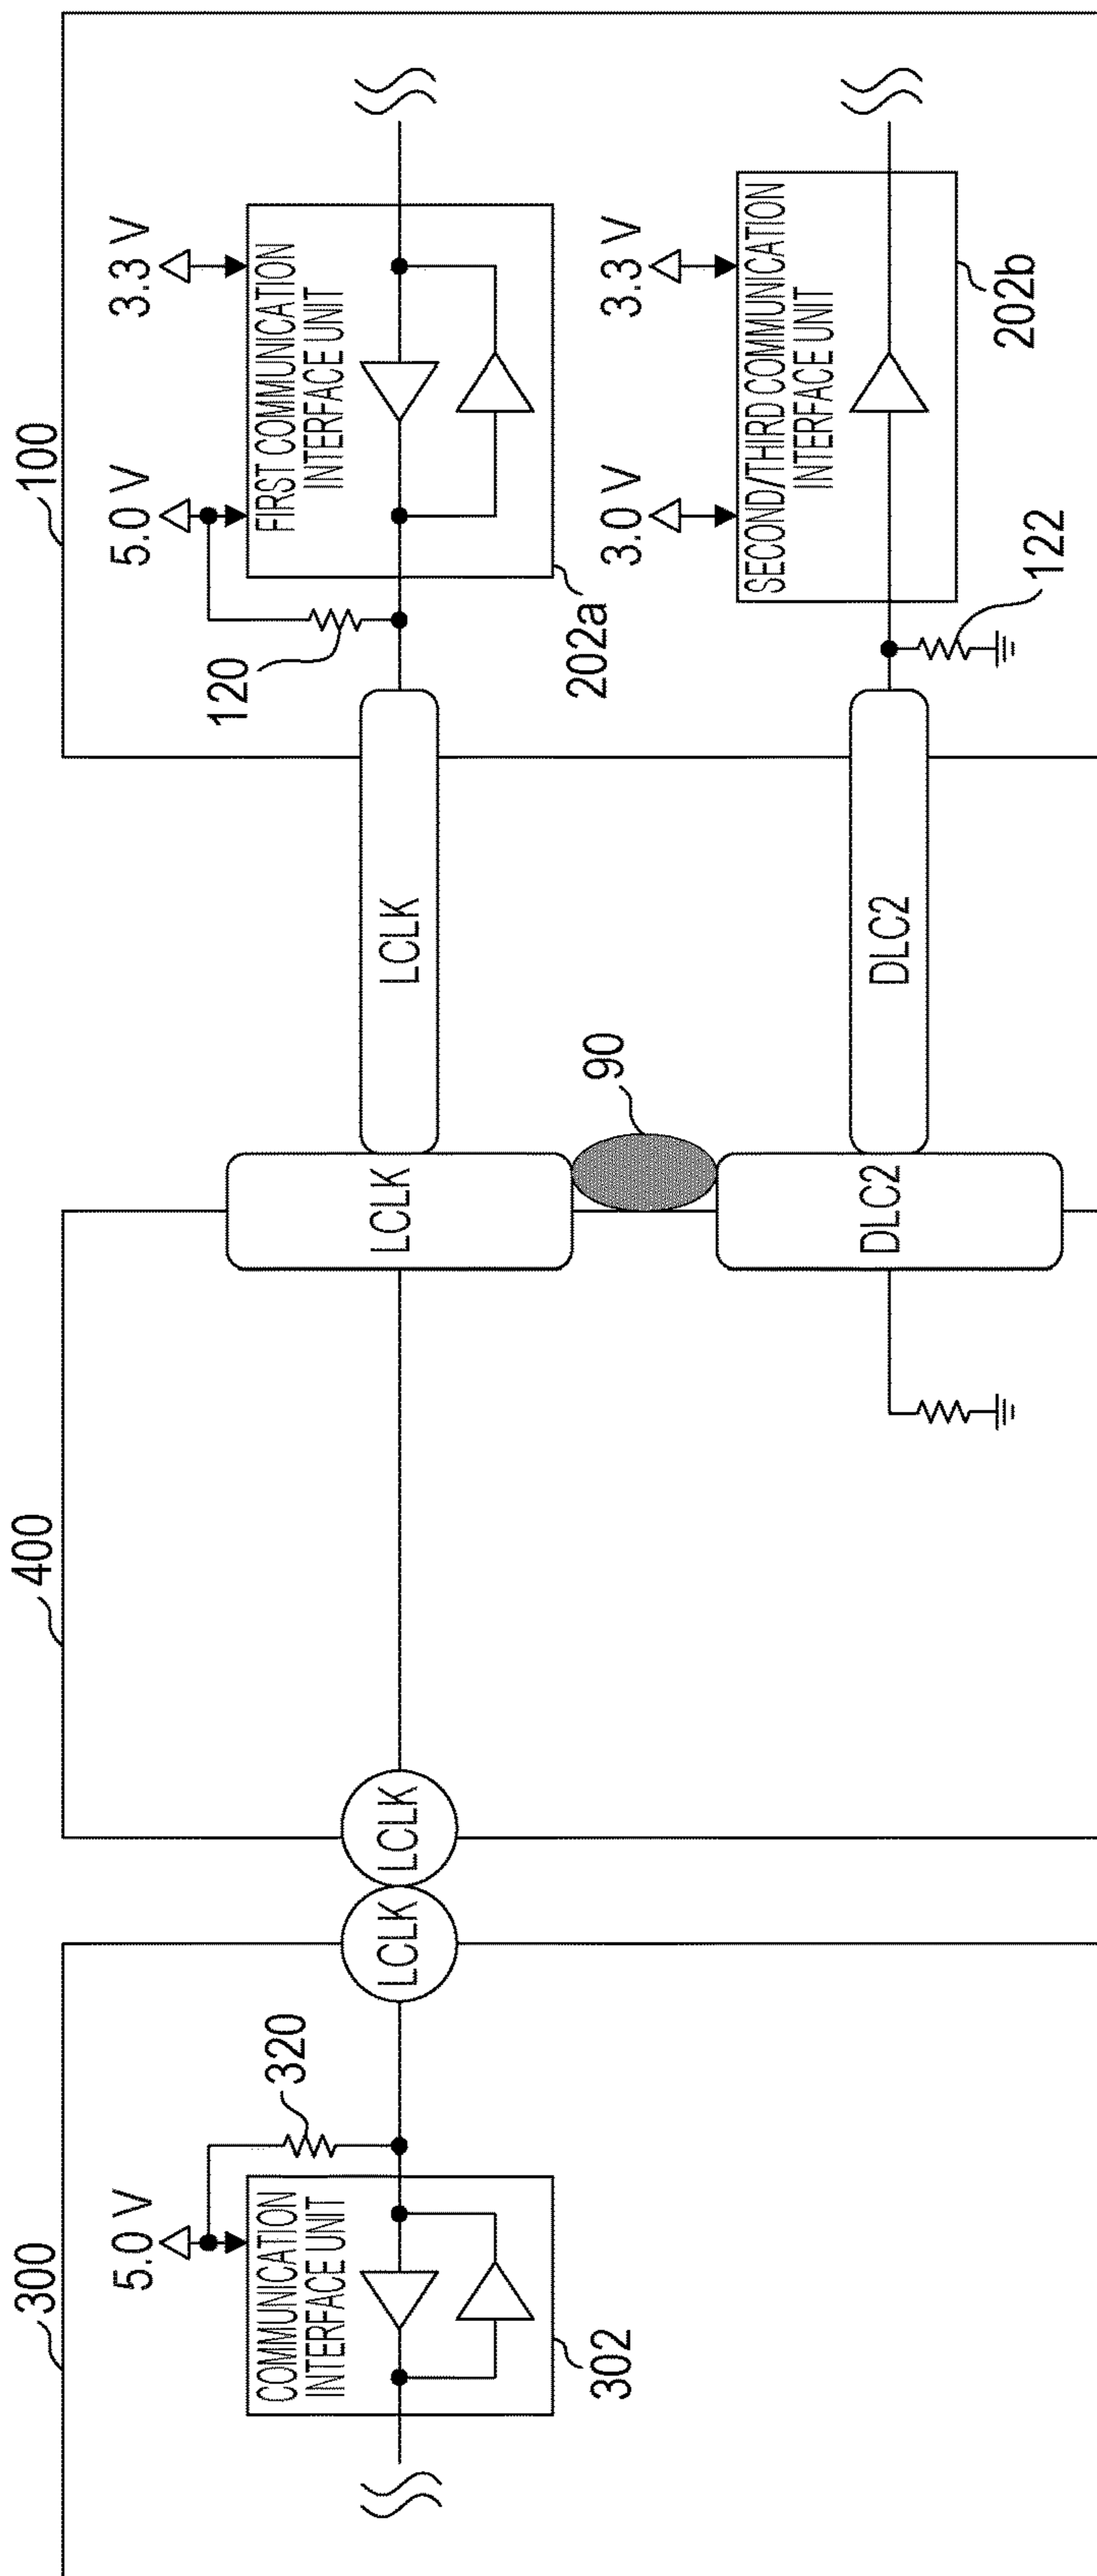 300
400
100
5.0 V
320
COMMUNICATION
INTERFACE UNIT
302
LCLK
LCLK
LCLK
LCLK
90
DLC2
DLC2
5.0 V
3.3 V
120
FIRST COMMUNICATION
INTERFACE UNIT
202a
3.0 V
3.3 V
SECOND/THIRD COMMUNICATION
INTERFACE UNIT
122
202b